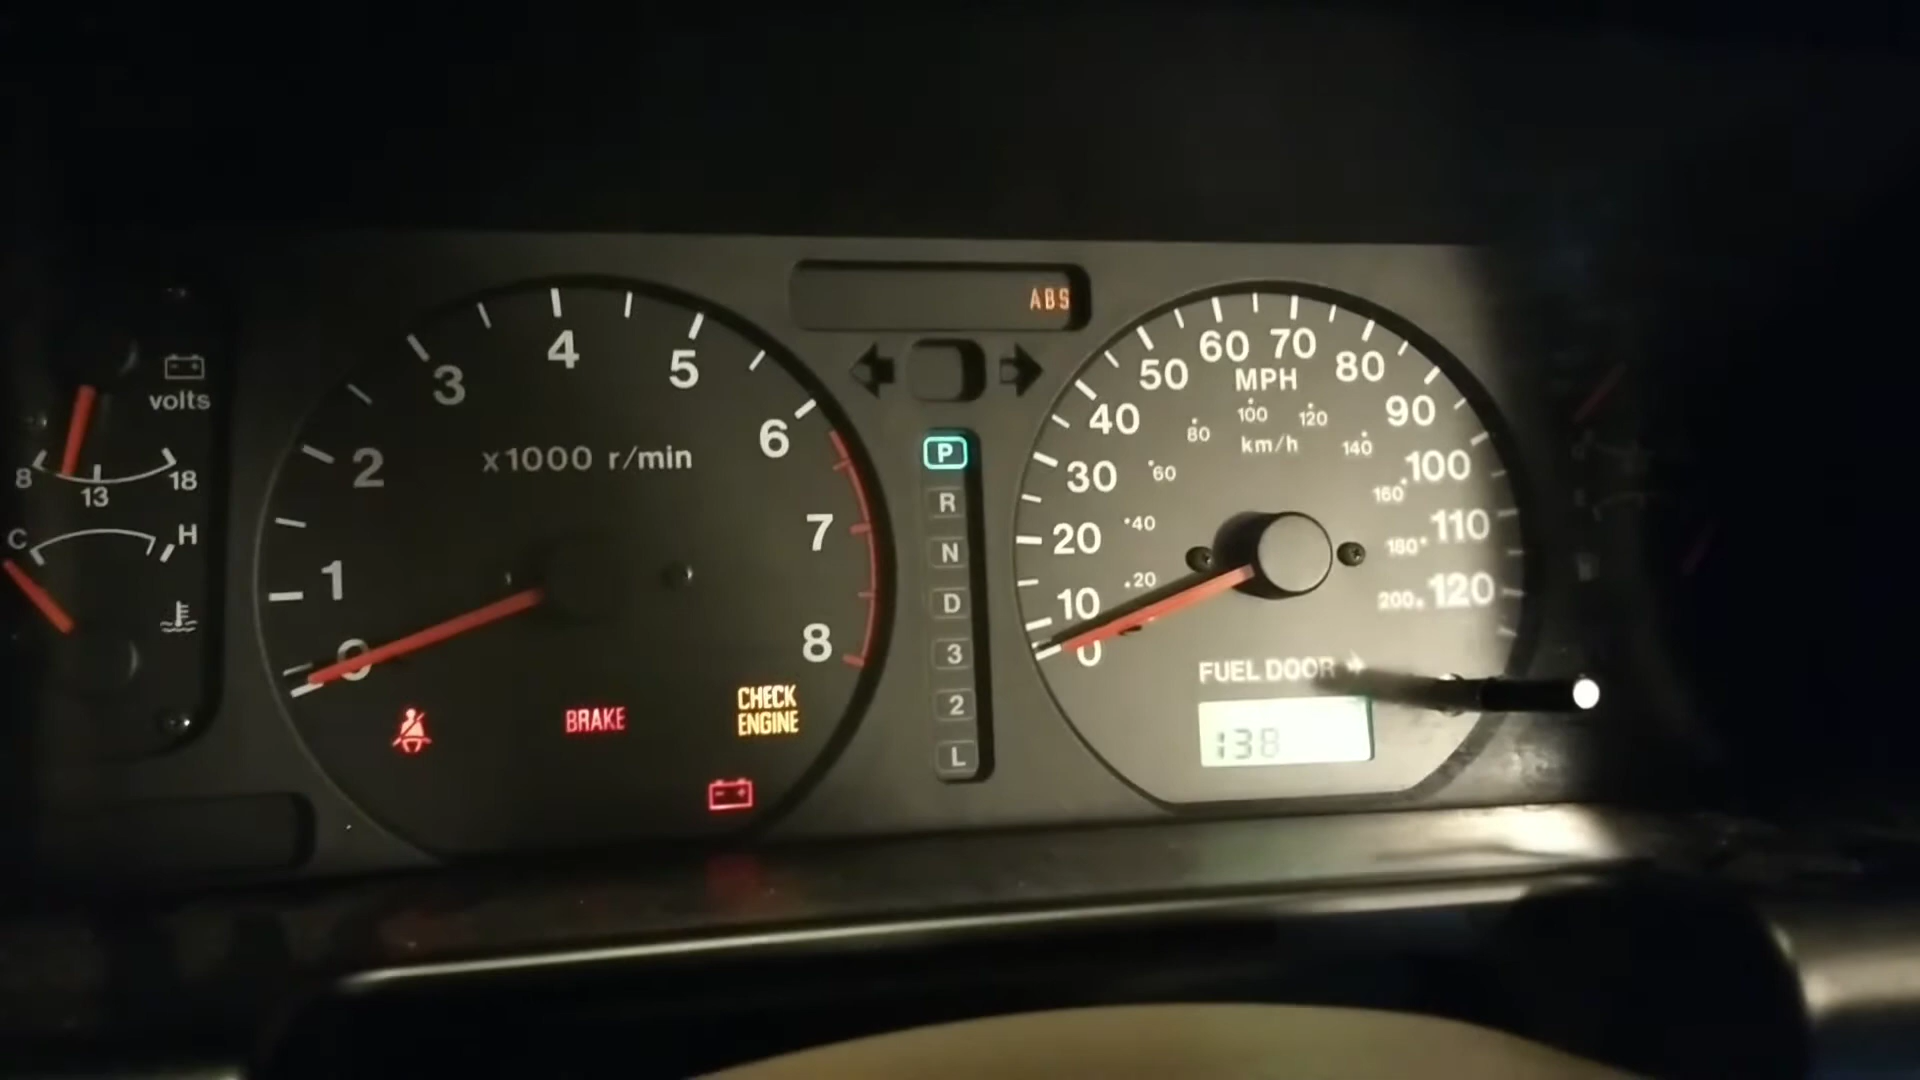 volts
8
13
18
C
H
0
1
2
3
4
5
6
7
8
x1000 r/min
BRAKE
CHECK
ENGINE
ABS
P
R
N
D
3
2
L
0
10
20
30
40
50
60
70
80
90
100
110
120
MPH
km/h
20
40
60
80
100
120
140
160
180
200
FUEL DOOR
138